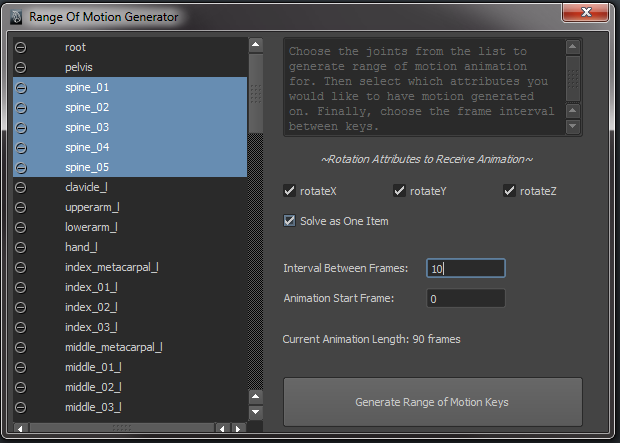 Range Of Motion Generator
root
pelvis
spine_01
spine_02
spine_03
spine_04
spine_05
clavicle_l
upperarm_l
lowerarm_l
hand_l
index_metacarpal_l
index_01_l
index_02_l
index_03_l
middle_metacarpal_l
middle_01_l
middle_02_l
middle_03_l
Choose the joints from the list to
generate range of motion animation
for. Then select which attributes you
would like to have motion generated
on. Finally, choose the frame interval
between keys.
~Rotation Attributes to Receive Animation~
rotateX
rotateY
rotateZ
Solve as One Item
Interval Between Frames: 10
Animation Start Frame: 0
Current Animation Length: 90 frames
Generate Range of Motion Keys